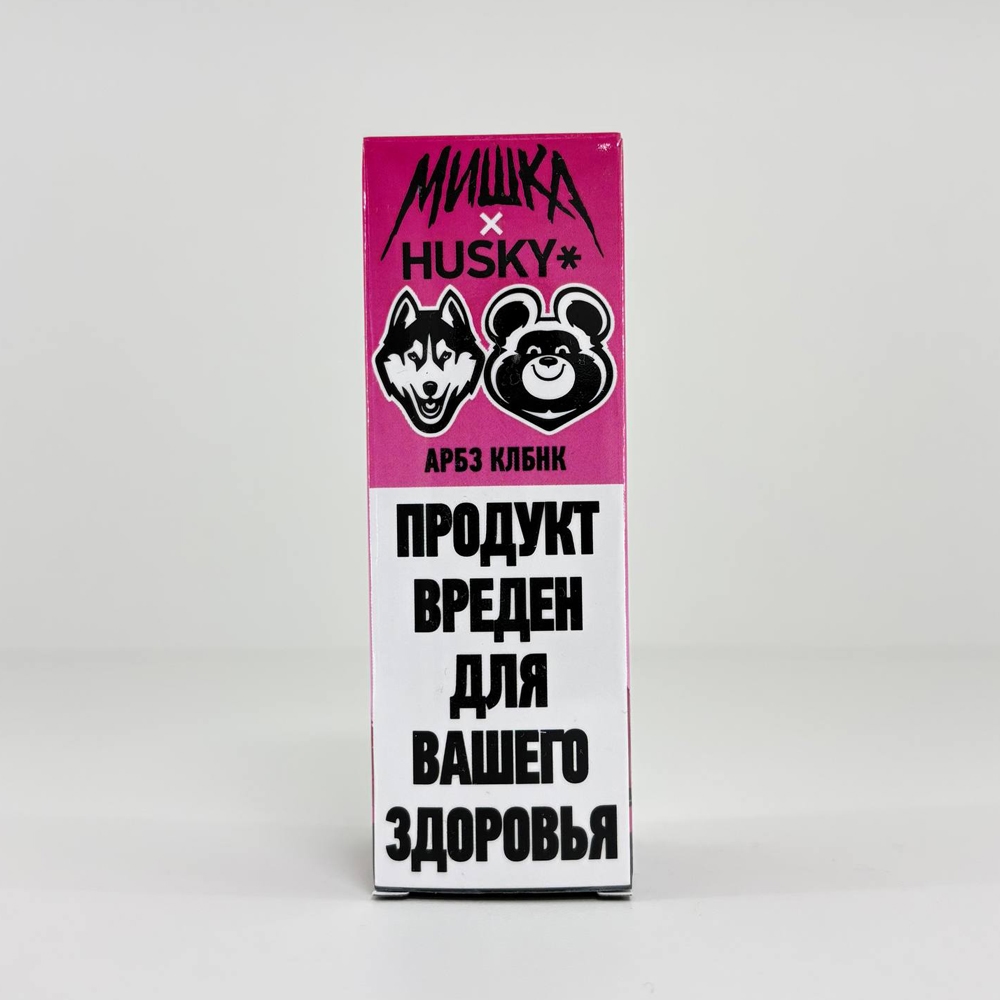 МИШКА
×
HUSKY*
АРБЗ КЛБНК
ПРОДУКТ
ВРЕДЕН
ДЛЯ
ВАШЕГО
ЗДОРОВЬЯ